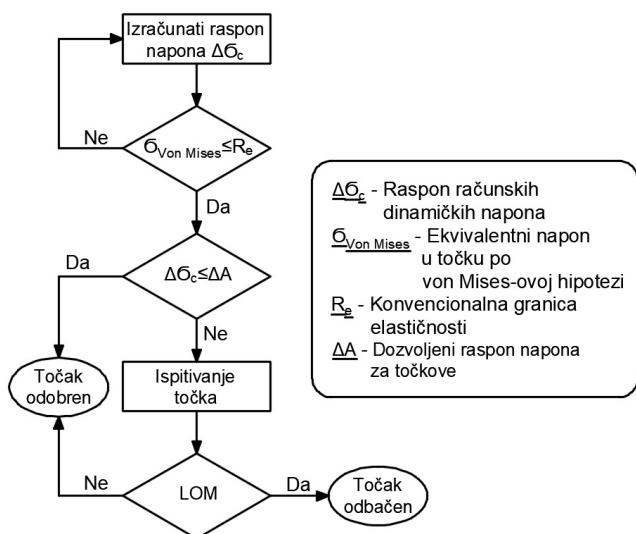 Izračunati raspon
napona Δσc
Ne
σVon Mises≤Re
Da
Da
Δσc≤ΔA
Ne
Točak
odobren
Ispitivanje
točka
Ne
LOM
Da
Točak
odbačen
Δσc - Raspon računskih
dinamičkih napona
σVon Mises - Ekvivalentni napon
u točku po
von Mises-ovoj hipotezi
Re - Konvencionalna granica
elastičnosti
ΔA - Dozvoljeni raspon napona
za točkove